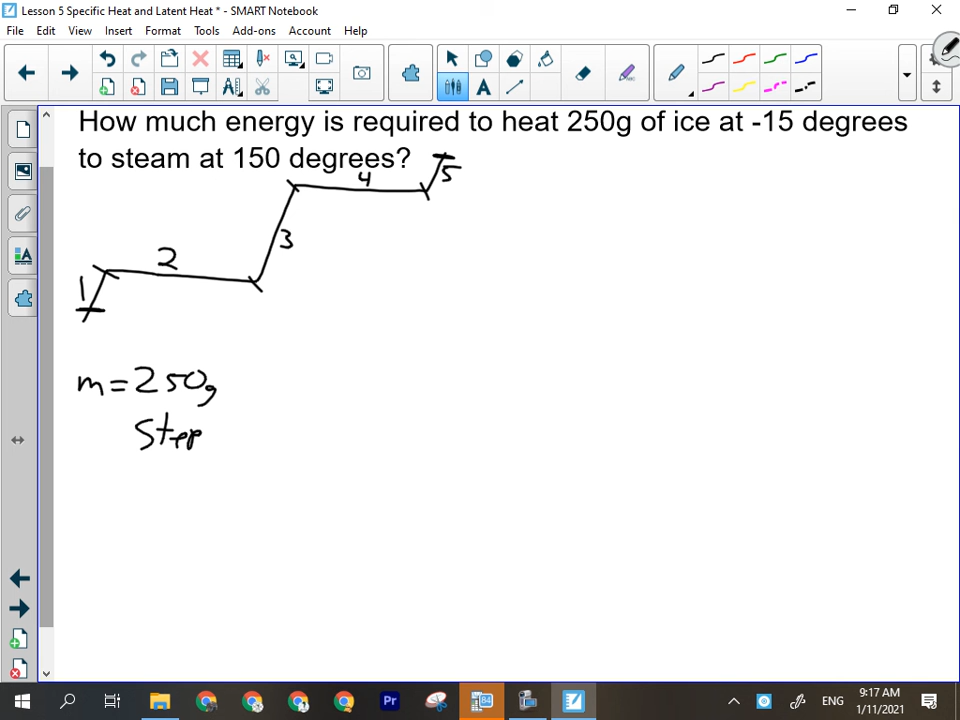 Lesson 5 Specific Heat and Latent Heat * - SMART Notebook
File Edit View Insert Format Tools Add-ons Account Help
A
How much energy is required to heat 250g of ice at -15 degrees
to steam at 150 degrees?
4
5
3
2
1
m=250g
Step
Pr
ENG
9:17 AM
1/11/2021